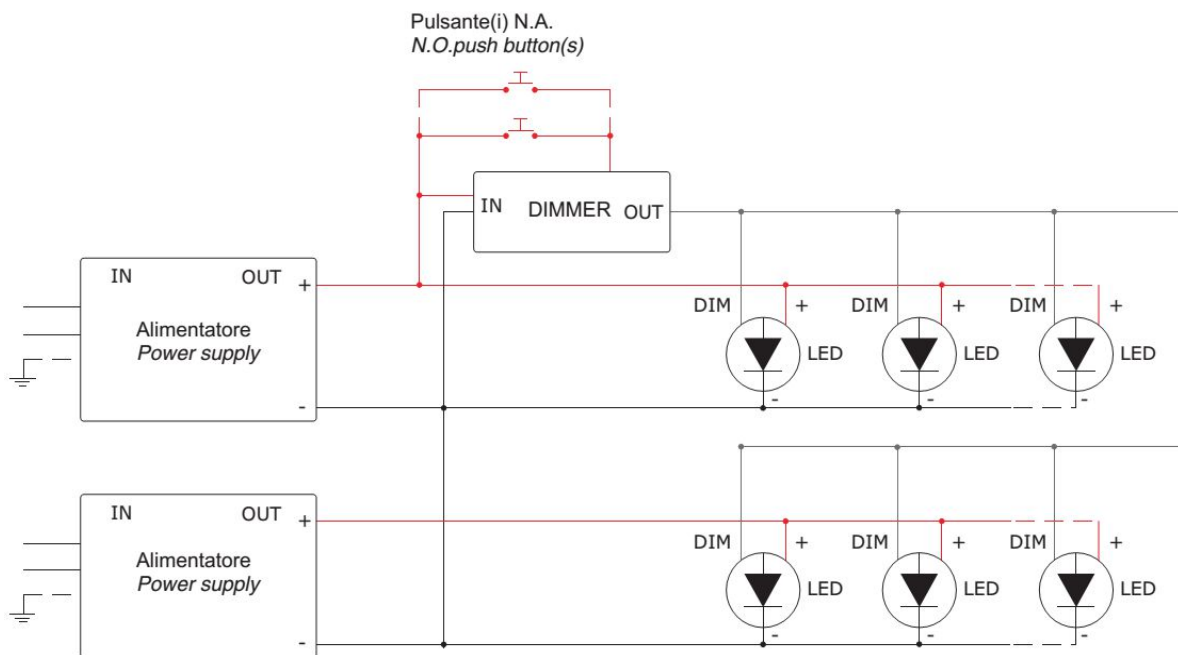 Pulsante(i) N.A.
N.O.push button(s)
IN DIMMER OUT
IN OUT +
Alimentatore
Power supply
-
DIM + DIM + DIM +
LED LED LED
- - -
IN OUT +
Alimentatore
Power supply
-
DIM + DIM + DIM +
LED LED LED
- - -